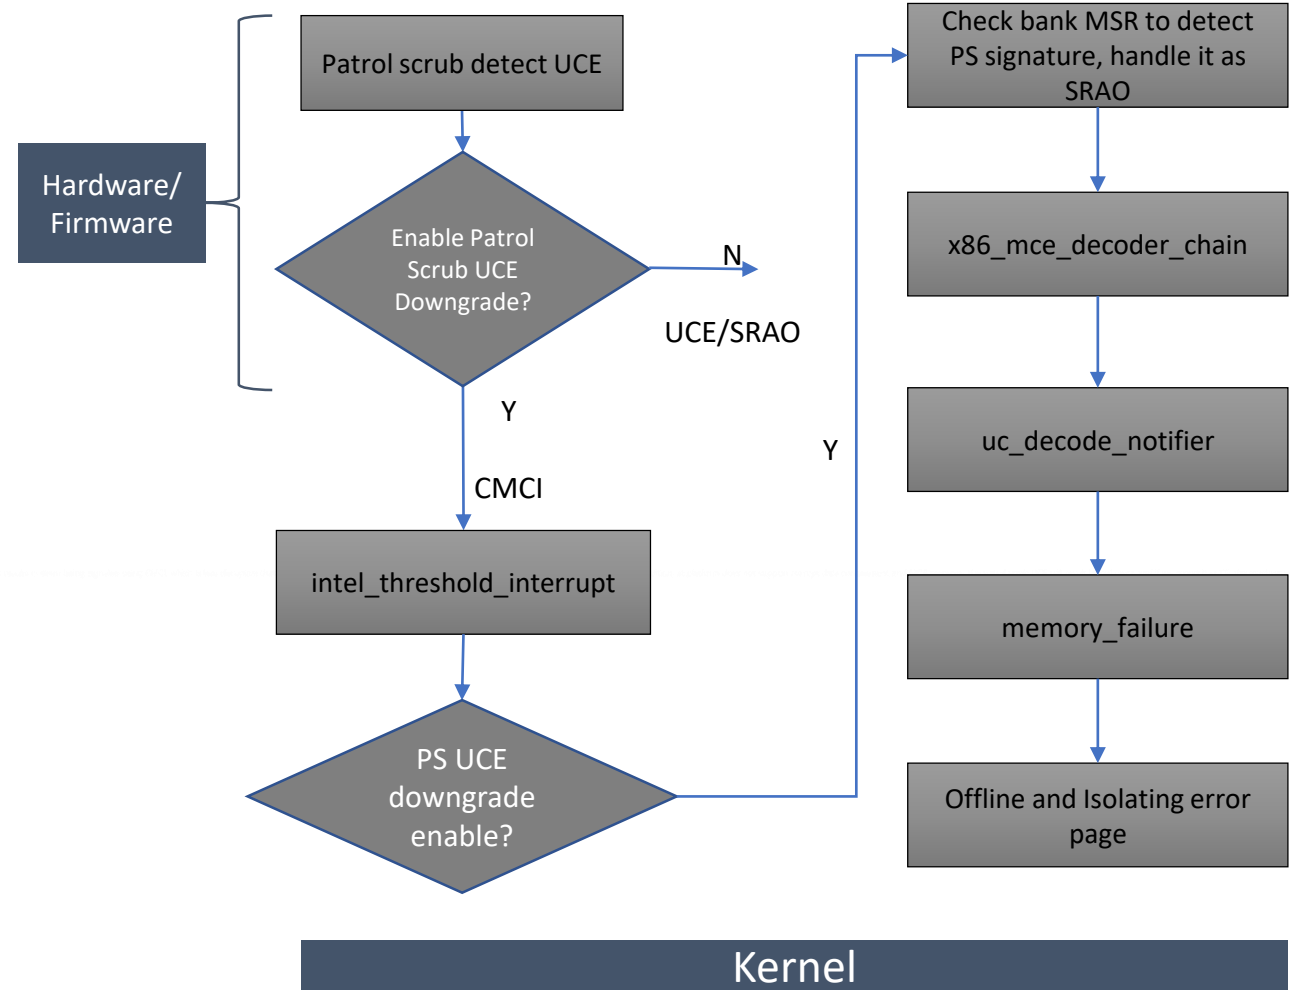 Patrol scrub detect UCE
Hardware/
Firmware
Enable Patrol
Scrub UCE
Downgrade?
N
UCE/SRAO
Y
CMCI
intel_threshold_interrupt
PS UCE
downgrade
enable?
Y
Check bank MSR to detect
PS signature, handle it as
SRAO
x86_mce_decoder_chain
uc_decode_notifier
memory_failure
Offline and Isolating error
page
Kernel